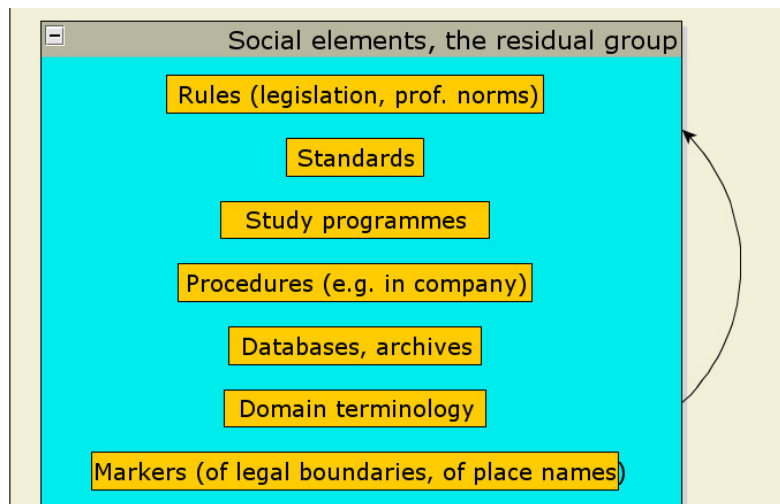 Social elements, the residual group
Rules (legislation, prof. norms)
Standards
Study programmes
Procedures (e.g. in company)
Databases, archives
Domain terminology
Markers (of legal boundaries, of place names)